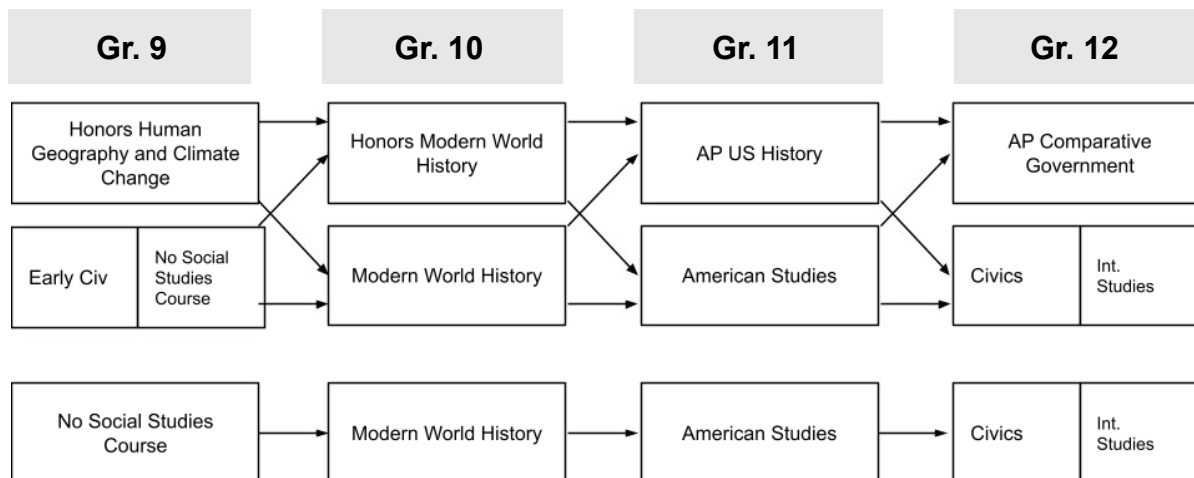 Gr. 9
Gr. 10
Gr. 11
Gr. 12
Honors Human
Geography and Climate
Change
Honors Modern World
History
AP US History
AP Comparative
Government
Early Civ
No Social
Studies
Course
Modern World History
American Studies
Civics
Int.
Studies
No Social Studies
Course
Modern World History
American Studies
Civics
Int.
Studies